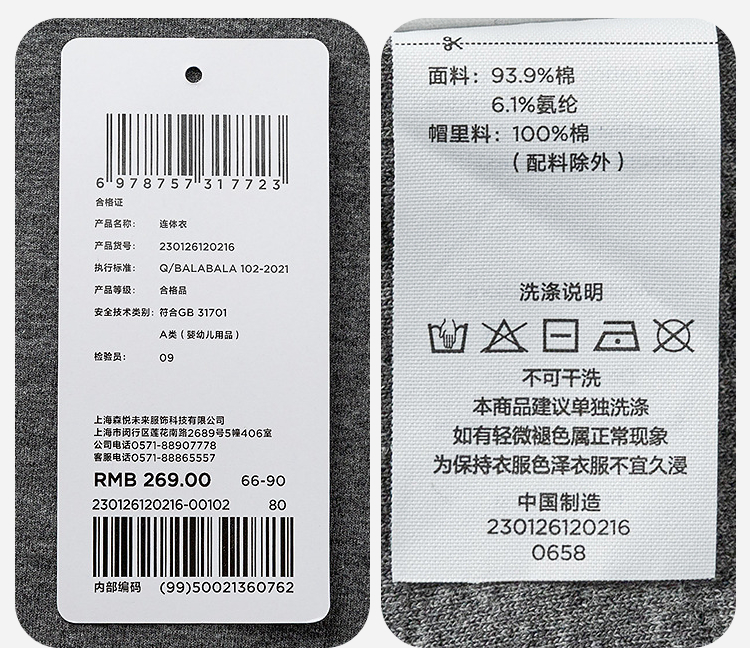 6 978757 317723
合格证
产品名称: 连体衣
产品货号: 230126120216
执行标准: Q/BALABALA 102-2021
产品等级: 合格品
安全技术类别: 符合GB 31701
A类（婴幼儿用品）
检验员: 09
上海森悦未来服饰科技有限公司
上海市闵行区莲花南路2689号5幢406室
公司电话0571-88907778
客服电话0571-88865557
RMB 269.00 66-90
230126120216-00102 80
内部编码 (99)50021360762
面料: 93.9%棉
6.1%氨纶
帽里料: 100%棉
（配料除外）
洗涤说明
不可干洗
本商品建议单独洗涤
如有轻微褪色属正常现象
为保持衣服色泽衣服不宜久浸
中国制造
230126120216
0658